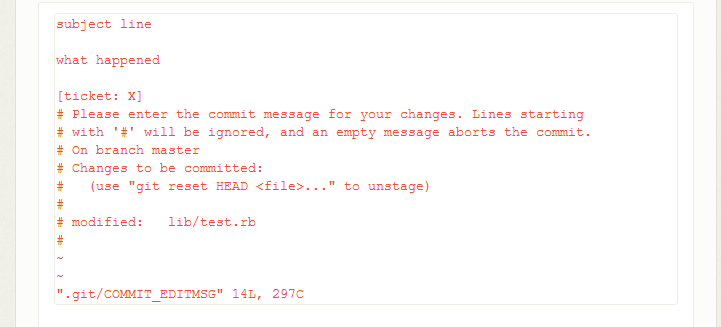 subject line
what happened
[ticket: X]
# Please enter the commit message for your changes. Lines starting
# with '#' will be ignored, and an empty message aborts the commit.
# On branch master
# Changes to be committed:
#   (use "git reset HEAD <file>..." to unstage)
#
# modified:   lib/test.rb
#
~
~
".git/COMMIT_EDITMSG" 14L, 297C